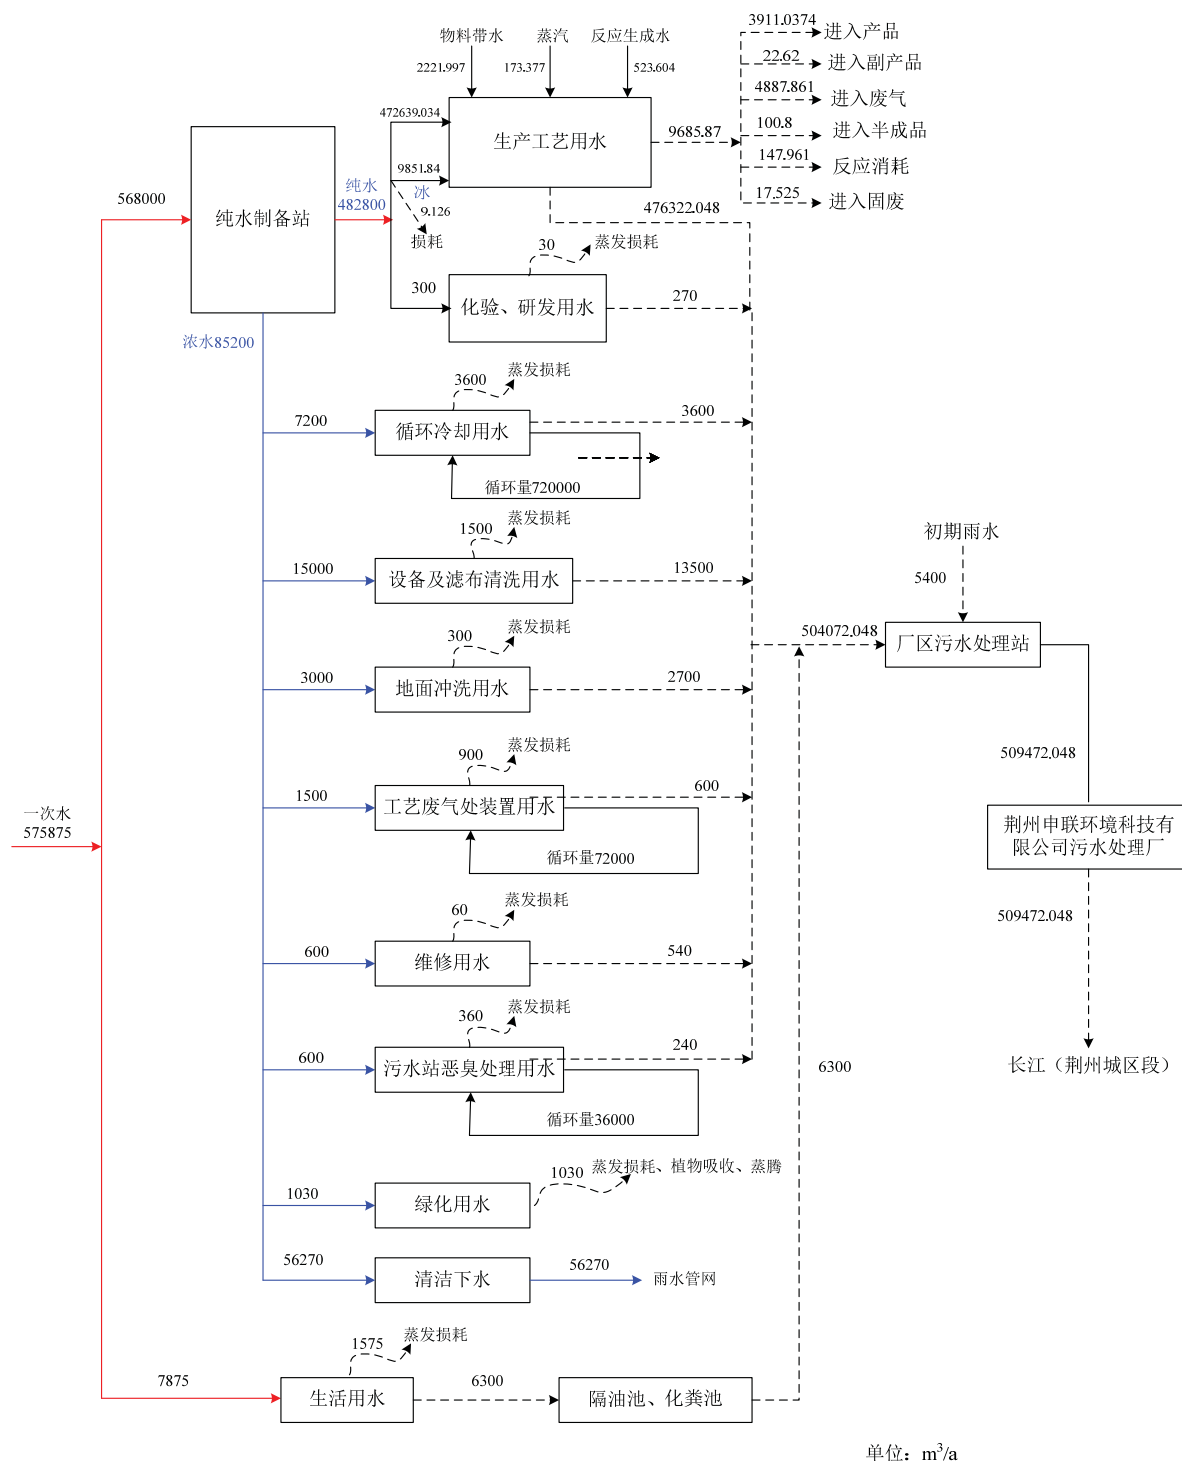 3911.0374
进入产品
物料带水
蒸汽
反应生成水
22.62
进入副产品
2221.997
173.377
523.604
4887.861
进入废气
472639.034
生产工艺用水
9685.87
100.8
进入半成品
147.961
反应消耗
9851.84
冰
17.525
进入固废
568000
纯水制备站
纯水
482800
9.126
损耗
476322.048
30
蒸发损耗
300
化验、研发用水
270
浓水85200
3600
蒸发损耗
7200
循环冷却用水
3600
循环量720000
1500
蒸发损耗
15000
设备及滤布清洗用水
13500
初期雨水
5400
300
蒸发损耗
504072.048
厂区污水处理站
3000
地面冲洗用水
2700
900
蒸发损耗
509472.048
1500
工艺废气处装置用水
600
一次水
575875
循环量72000
荆州申联环境科技有
限公司污水处理厂
60
蒸发损耗
509472.048
600
维修用水
540
360
蒸发损耗
600
污水站恶臭处理用水
240
6300
长江（荆州城区段）
循环量36000
1030
蒸发损耗、植物吸收、蒸腾
1030
绿化用水
56270
清洁下水
56270
雨水管网
1575
蒸发损耗
7875
生活用水
6300
隔油池、化粪池
单位：m³/a